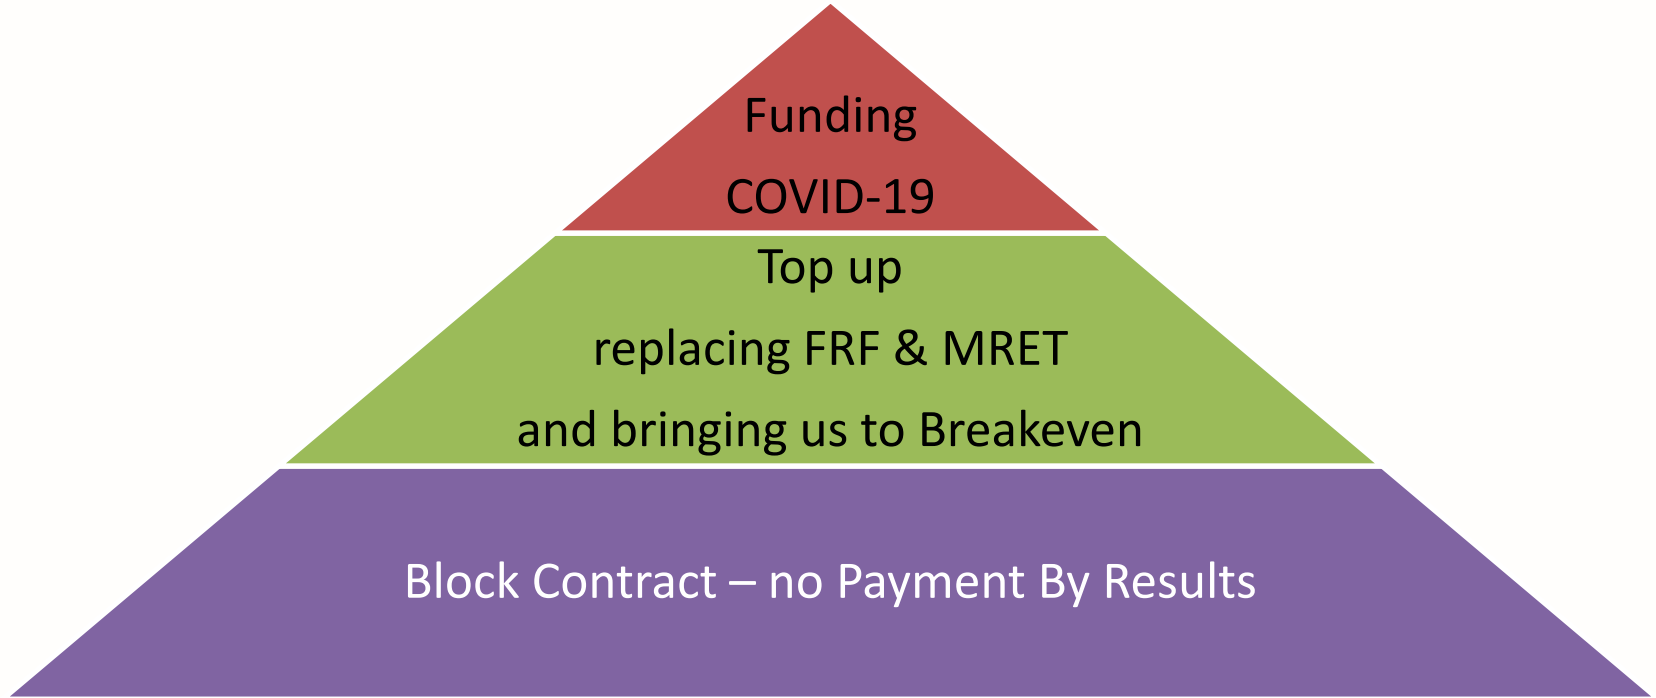 Funding
COVID-19
Top up
replacing FRF & MRET
and bringing us to Breakeven
Block Contract – no Payment By Results